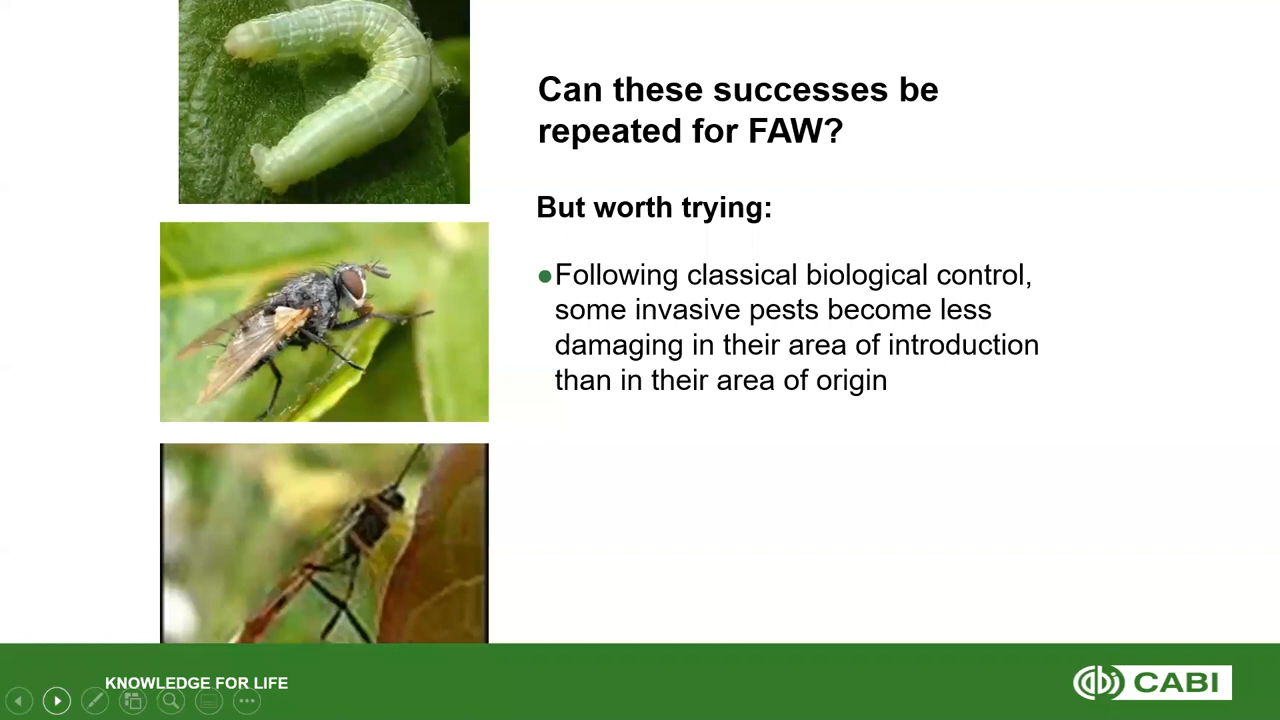 Can these successes be
repeated for FAW?
But worth trying:
●Following classical biological control,
some invasive pests become less
damaging in their area of introduction
than in their area of origin
KNOWLEDGE FOR LIFE
CABI